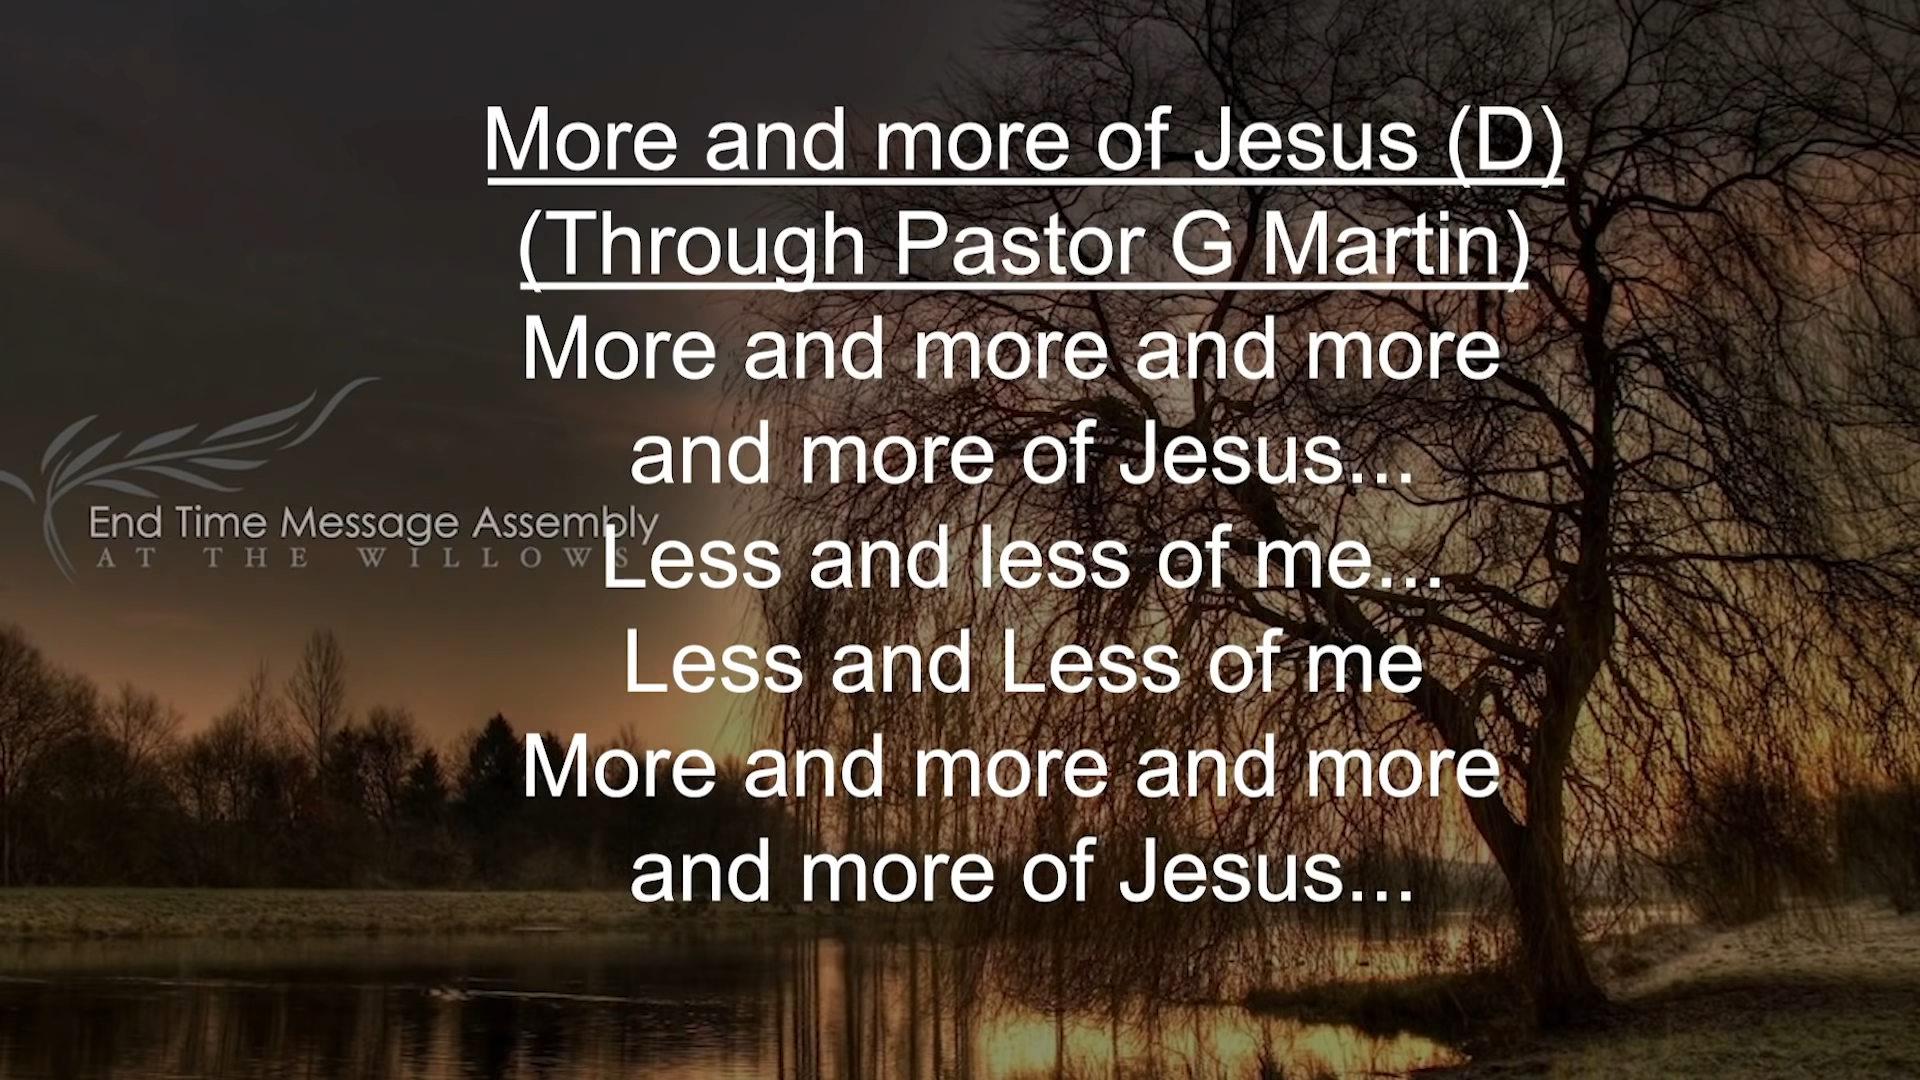 More and more of Jesus (D)
(Through Pastor G Martin)
More and more and more
and more of Jesus...
End Time Message Assembly
AT THE WILLOWS
Less and less of me...
Less and Less of me
More and more and more
and more of Jesus...